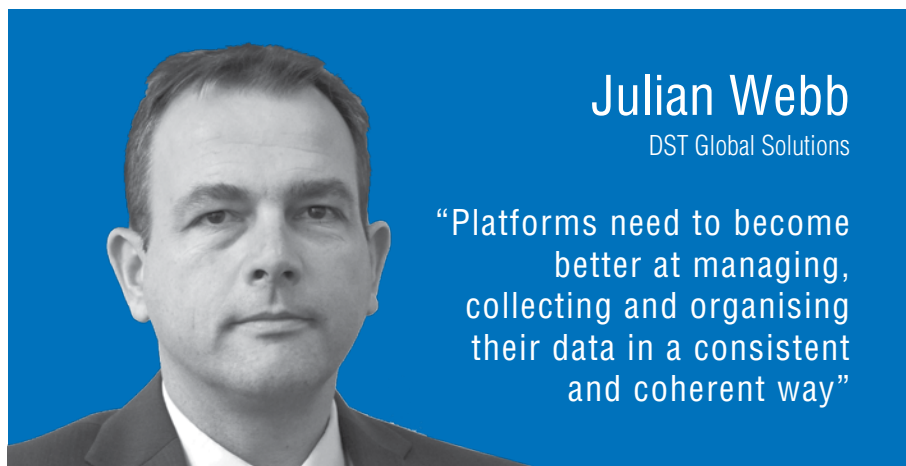 Julian Webb
DST Global Solutions
“Platforms need to become
better at managing,
collecting and organising
their data in a consistent
and coherent way”